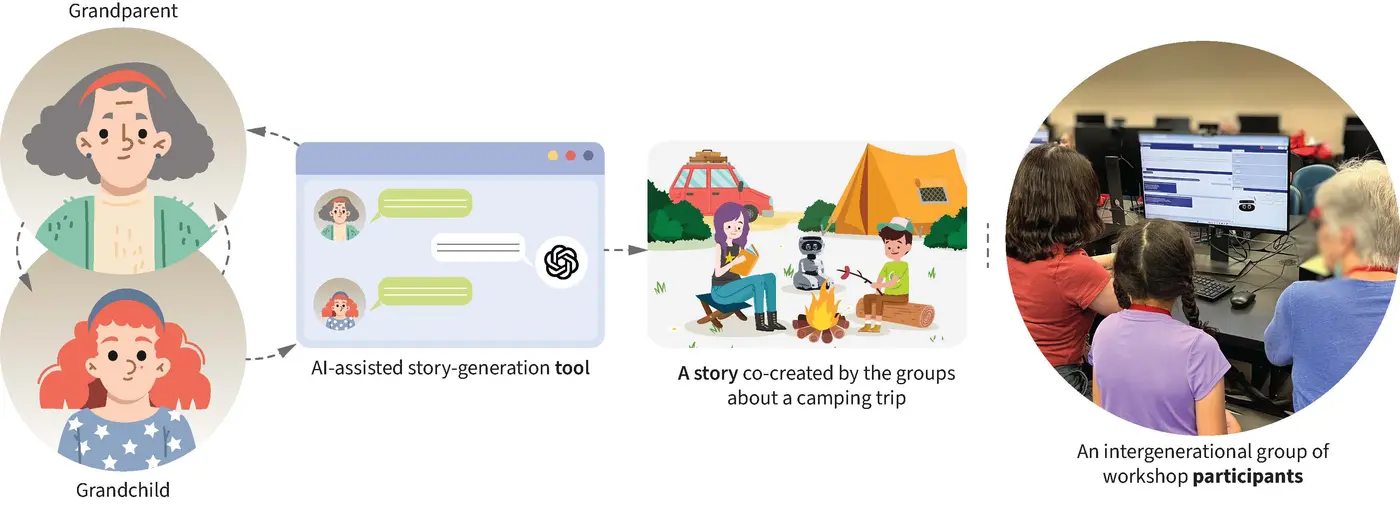 Grandparent
Grandchild
AI-assisted story-generation tool
A story co-created by the groups
about a camping trip
An intergenerational group of
workshop participants